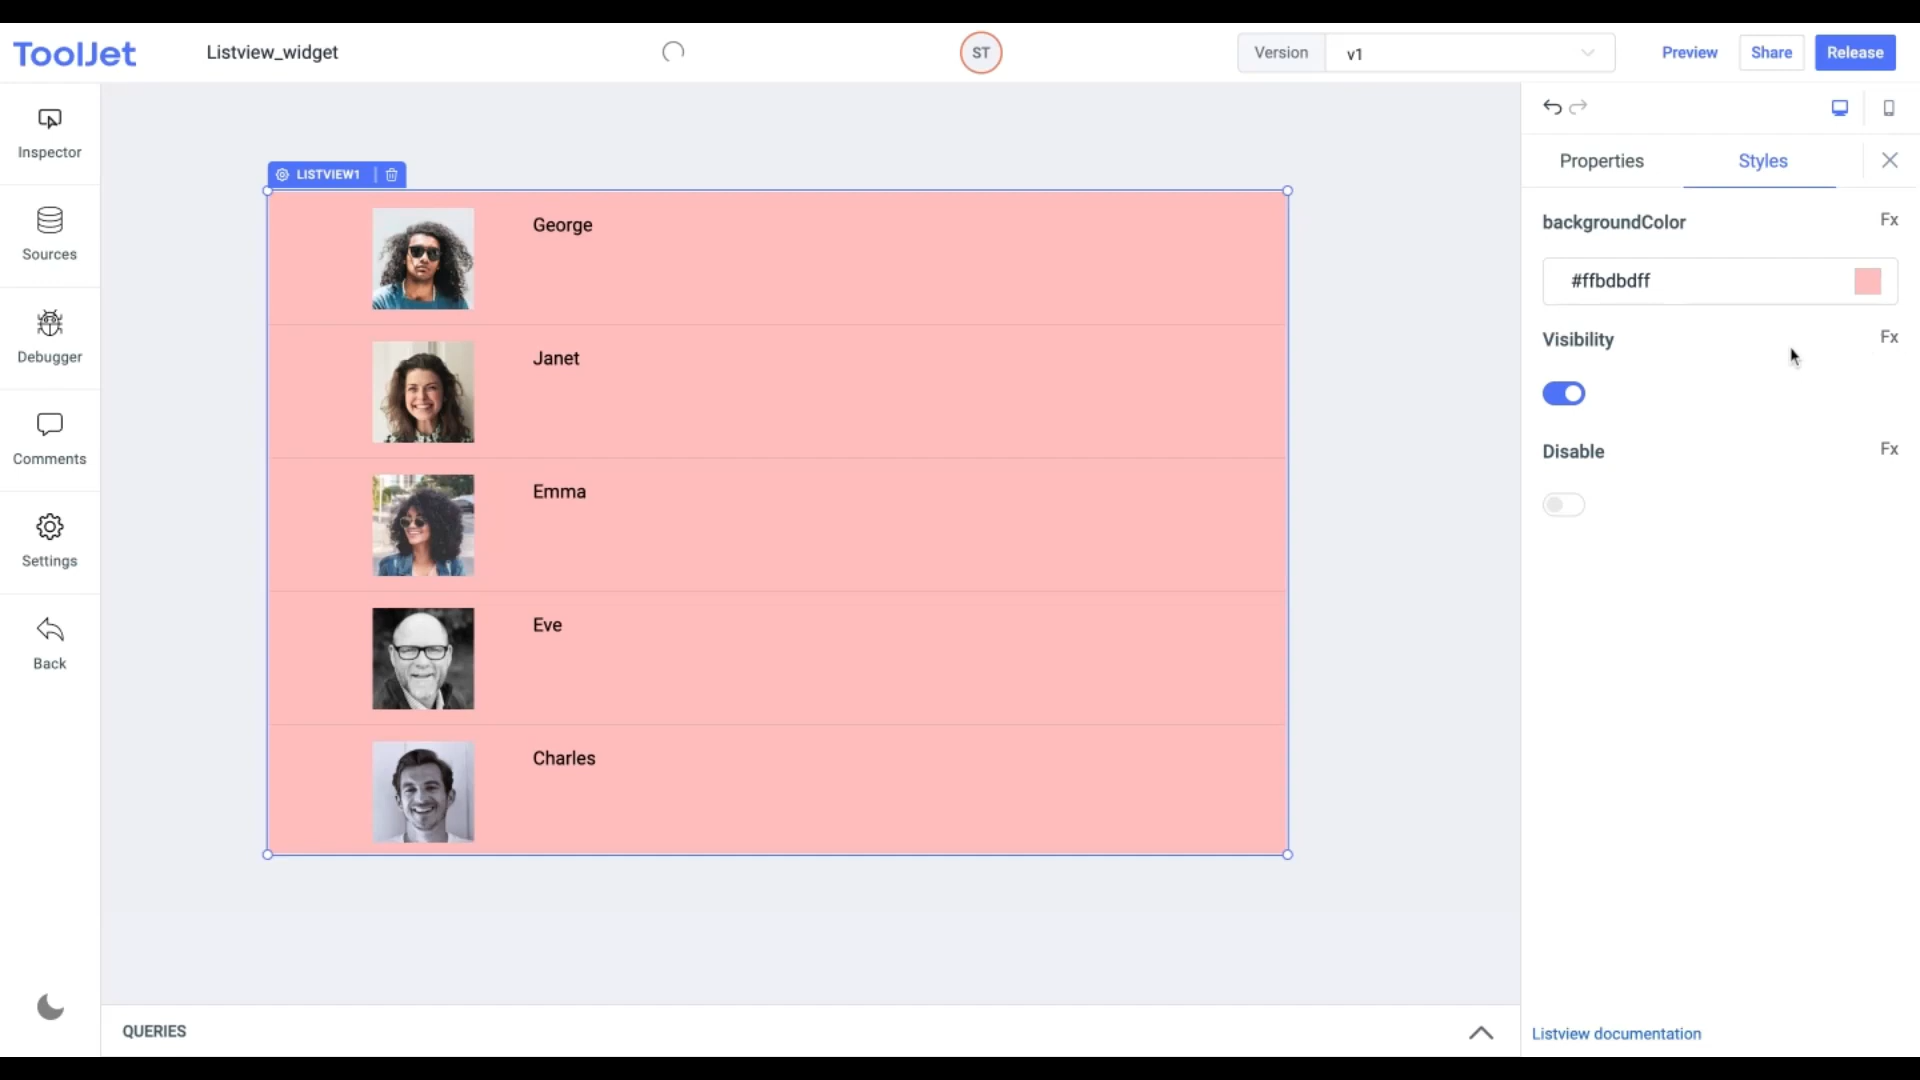 ToolJet
Listview_widget
ST
Version
v1
Preview
Share
Release
Inspector
Sources
Debugger
Comments
Settings
Back
LISTVIEW1
George
Janet
Emma
Eve
Charles
Properties
Styles
backgroundColor
Fx
#ffbdbdff
Visibility
Fx
Disable
Fx
QUERIES
Listview documentation